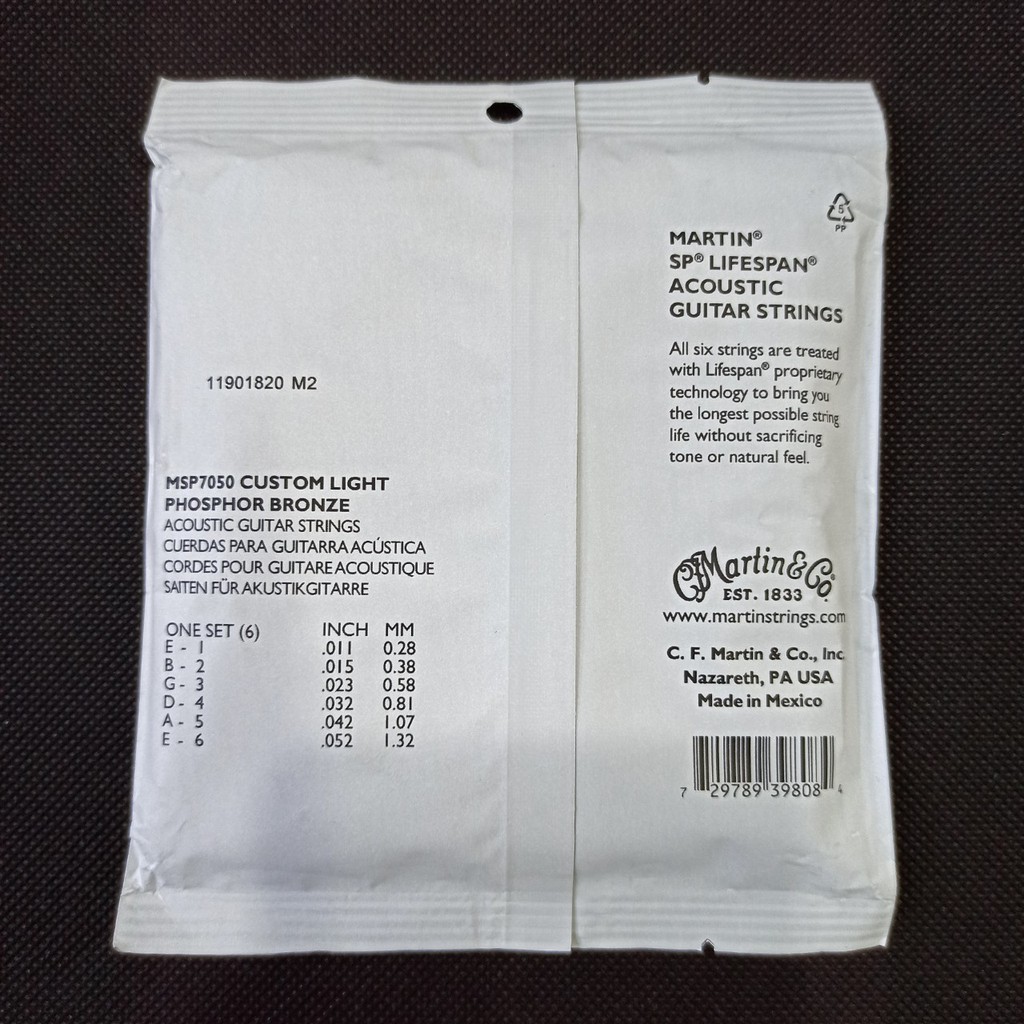 11901820 M2
MSP7050 CUSTOM LIGHT
PHOSPHOR BRONZE
ACOUSTIC GUITAR STRINGS
CUERDAS PARA GUITARRA ACÚSTICA
CORDES POUR GUITARE ACOUSTIQUE
SAITEN FÜR AKUSTIKGITARRE
ONE SET (6) INCH MM
E - 1 .011 0.28
B - 2 .015 0.38
G - 3 .023 0.58
D - 4 .032 0.81
A - 5 .042 1.07
E - 6 .052 1.32
5
PP
MARTIN®
SP® LIFESPAN®
ACOUSTIC
GUITAR STRINGS
All six strings are treated
with Lifespan® proprietary
technology to bring you
the longest possible string
life without sacrificing
tone or natural feel.
CF Martin & Co.
EST. 1833
www.martinstrings.com
C. F. Martin & Co., Inc
Nazareth, PA USA
Made in Mexico
7 29789 39808 4